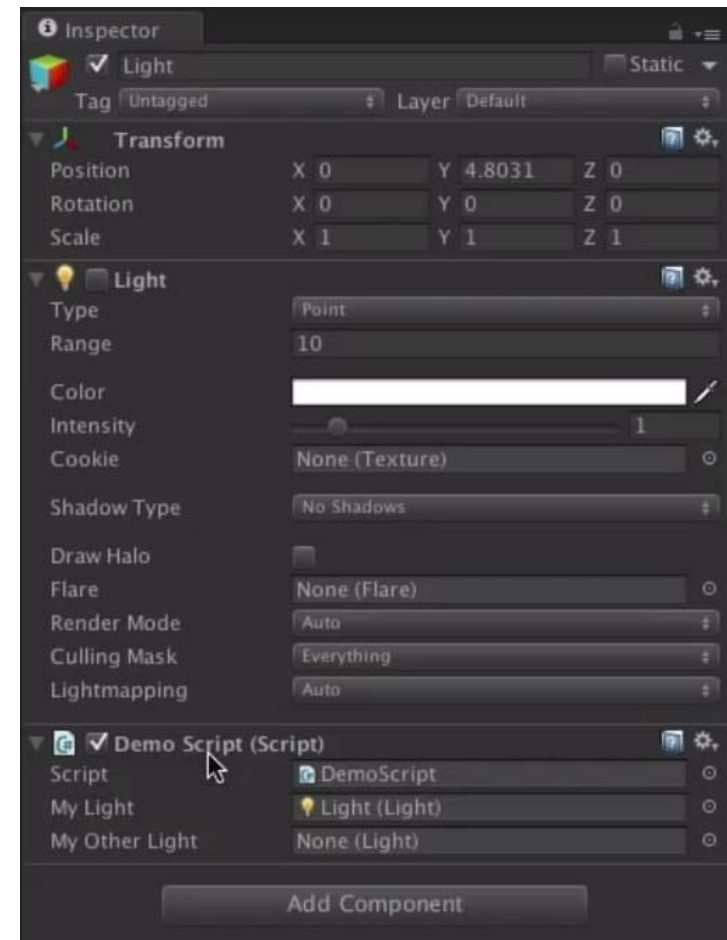 Inspector
Light Static
Tag Untagged Layer Default
Transform
Position X 0 Y 4.8031 Z 0
Rotation X 0 Y 0 Z 0
Scale X 1 Y 1 Z 1
Light
Type Point
Range 10
Color
Intensity 1
Cookie None (Texture)
Shadow Type No Shadows
Draw Halo
Flare None (Flare)
Render Mode Auto
Culling Mask Everything
Lightmapping Auto
Demo Script (Script)
Script DemoScript
My Light Light (Light)
My Other Light None (Light)
Add Component